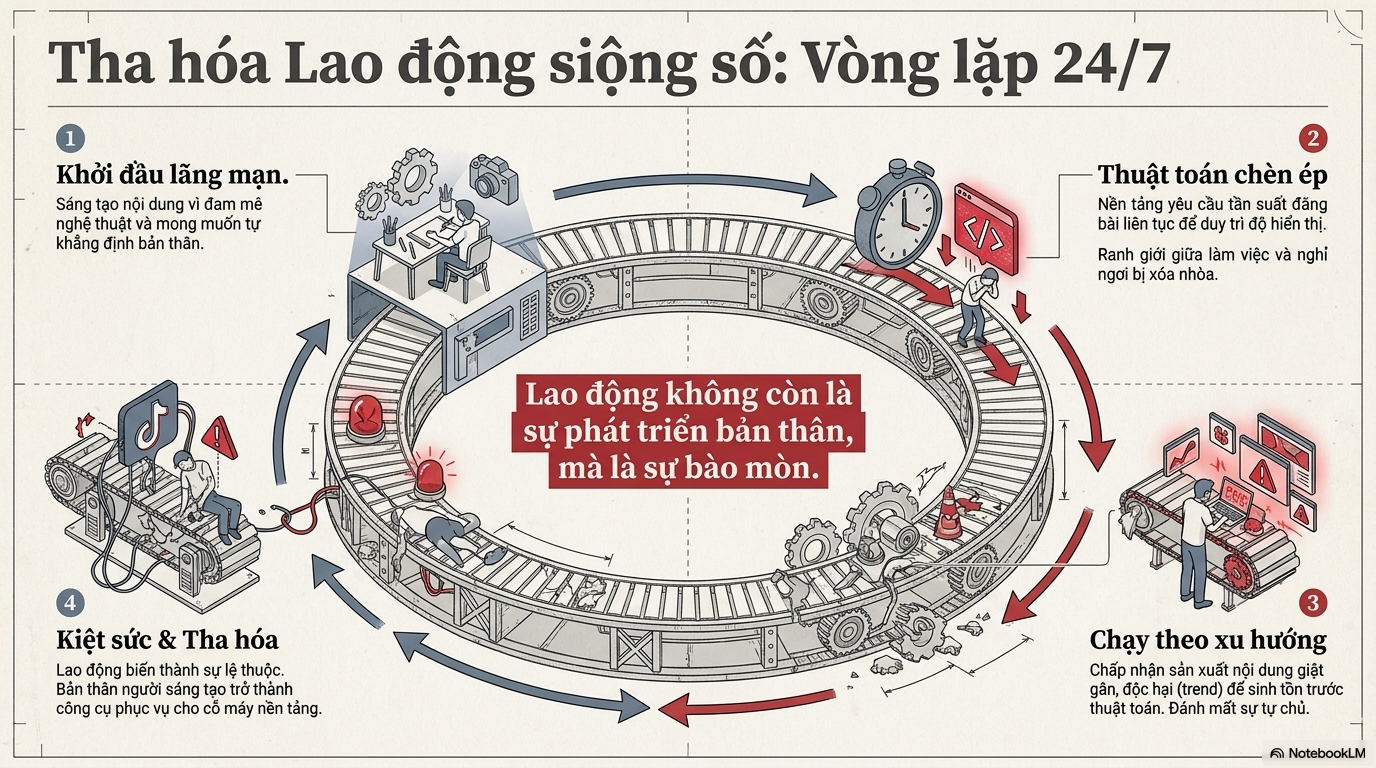 Tha hóa Lao động siộng số: Vòng lặp 24/7
1
Khởi đầu lãng mạn.
Sáng tạo nội dung vì đam mê
nghệ thuật và mong muốn tự
khẳng định bản thân.
2
Thuật toán chèn ép
Nền tảng yêu cầu tần suất đăng
bài liên tục để duy trì độ hiển thị.
Ranh giới giữa làm việc và nghỉ
ngơi bị xóa nhòa.
</>
Lao động không còn là
sự phát triển bản thân,
mà là sự bào mòn.
4
Kiệt sức & Tha hóa
Lao động biến thành sự lệ thuộc.
Bản thân người sáng tạo trở thành
công cụ phục vụ cho cỗ máy nền tảng.
3
Chạy theo xu hướng
Chấp nhận sản xuất nội dung giật
gân, độc hại (trend) để sinh tồn trước
thuật toán. Đánh mất sự tự chủ.
NotebookLM